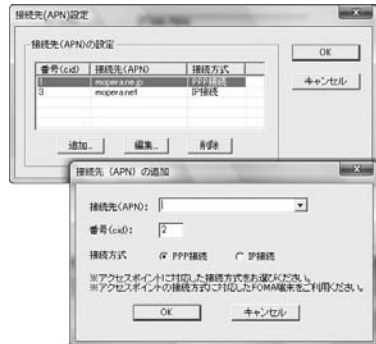 接続先(APN)設定
接続先(APN)の設定
番号(cid) 接続先(APN) 接続方式
1 mopera.ne.jp PPP接続
3 mopera.net IP接続
追加... 編集... 削除
OK
キャンセル
接続先 (APN) の追加
接続先(APN):
番号(cid): 2
接続方式 PPP接続 IP接続
※アクセスポイントに対応した接続方式をお選びください。
※アクセスポイントの接続方式に対応したFOMA端末をご利用ください。
OK キャンセル